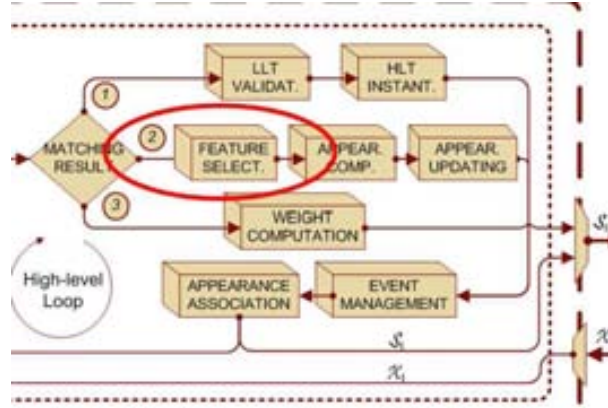 1
LLT
VALIDAT.
HLT
INSTANT.
MATCHING
RESULT
2
FEATURE
SELECT.
APPEAR.
COMP.
APPEAR.
UPDATING
3
WEIGHT
COMPUTATION
High-level
Loop
APPEARANCE
ASSOCIATION
EVENT
MANAGEMENT